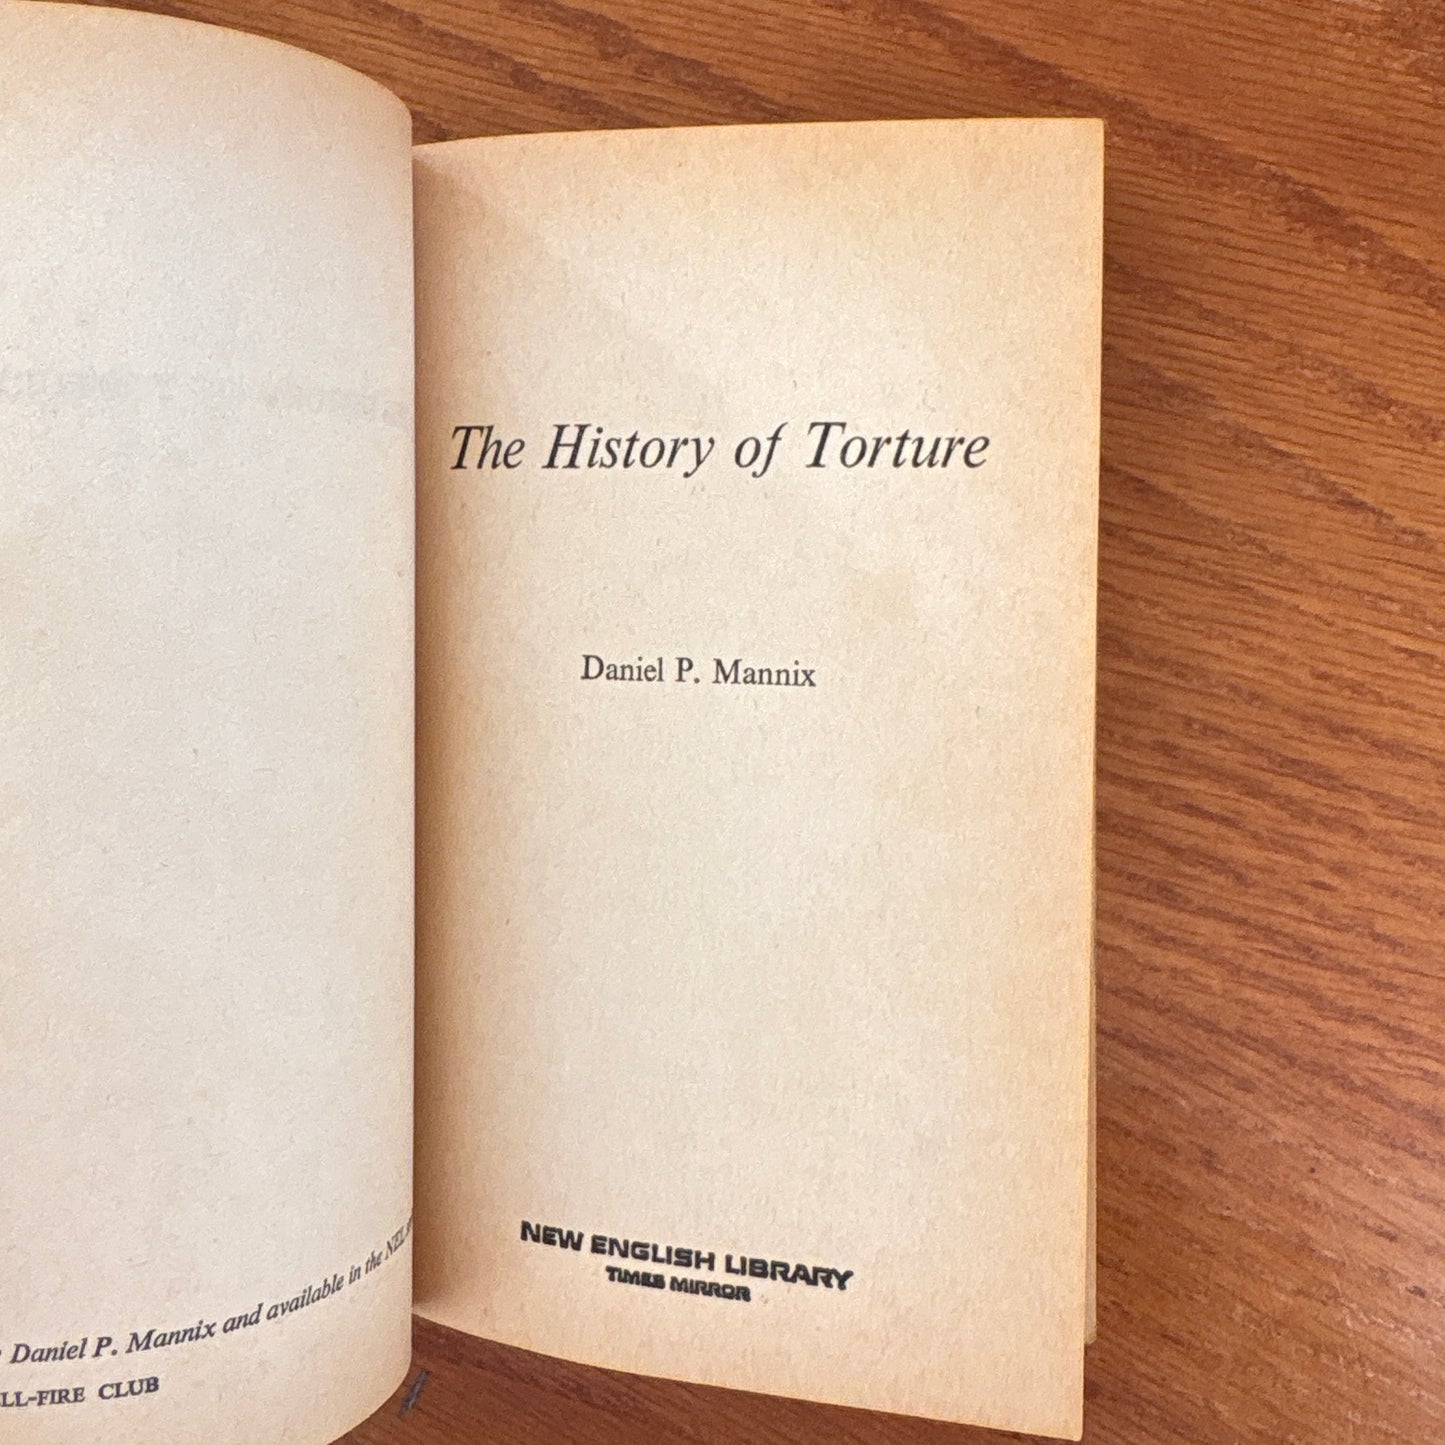 Daniel P. Mannix and available in the NEL
LL-FIRE CLUB
The History of Torture
Daniel P. Mannix
NEW ENGLISH LIBRARY
TIMES MIRROR